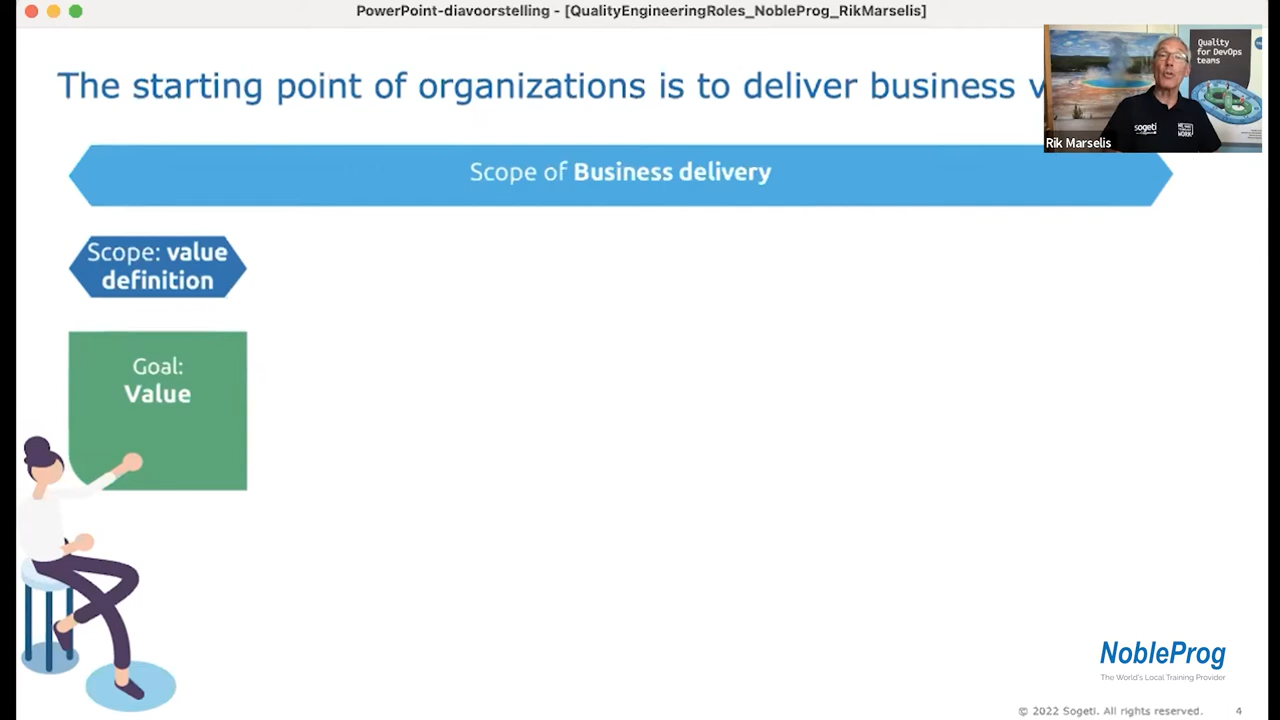 PowerPoint-diavoorstelling - [QualityEngineeringRoles_NobleProg_RikMarselis]
The starting point of organizations is to deliver business v
Quality
for DevOps
teams
sogeti
Rik Marselis
Scope of Business delivery
Scope: value
definition
Goal:
Value
NobleProg
The World's Local Training Provider
© 2022 Sogeti. All rights reserved. 4